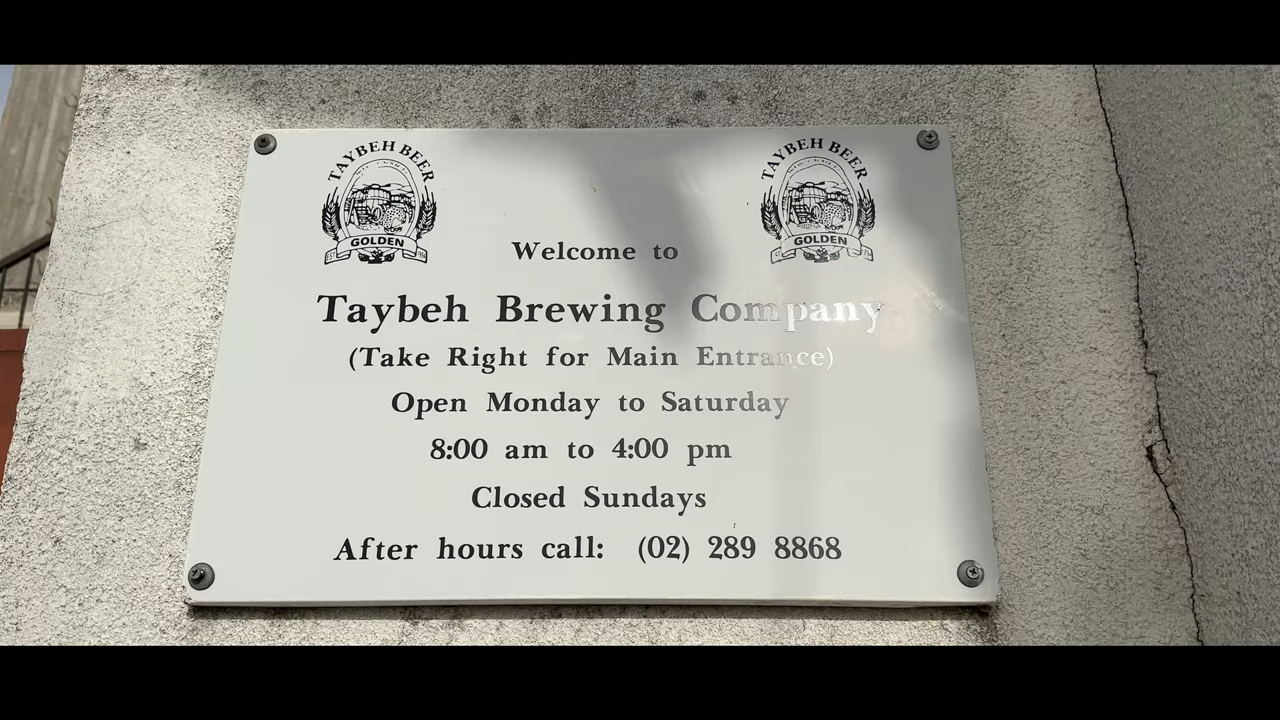 TAYBEH BEER
GOLDEN
TAYBEH BEER
GOLDEN
Welcome to
Taybeh Brewing Company
(Take Right for Main Entrance)
Open Monday to Saturday
8:00 am to 4:00 pm
Closed Sundays
After hours call: (02) 289 8868